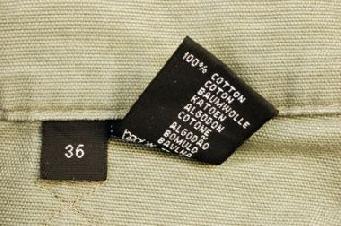 100% COTTON
COTON
BAUMWOLLE
KATOEN
ALGODON
COTONE
ALGODAO
BOMULD
36